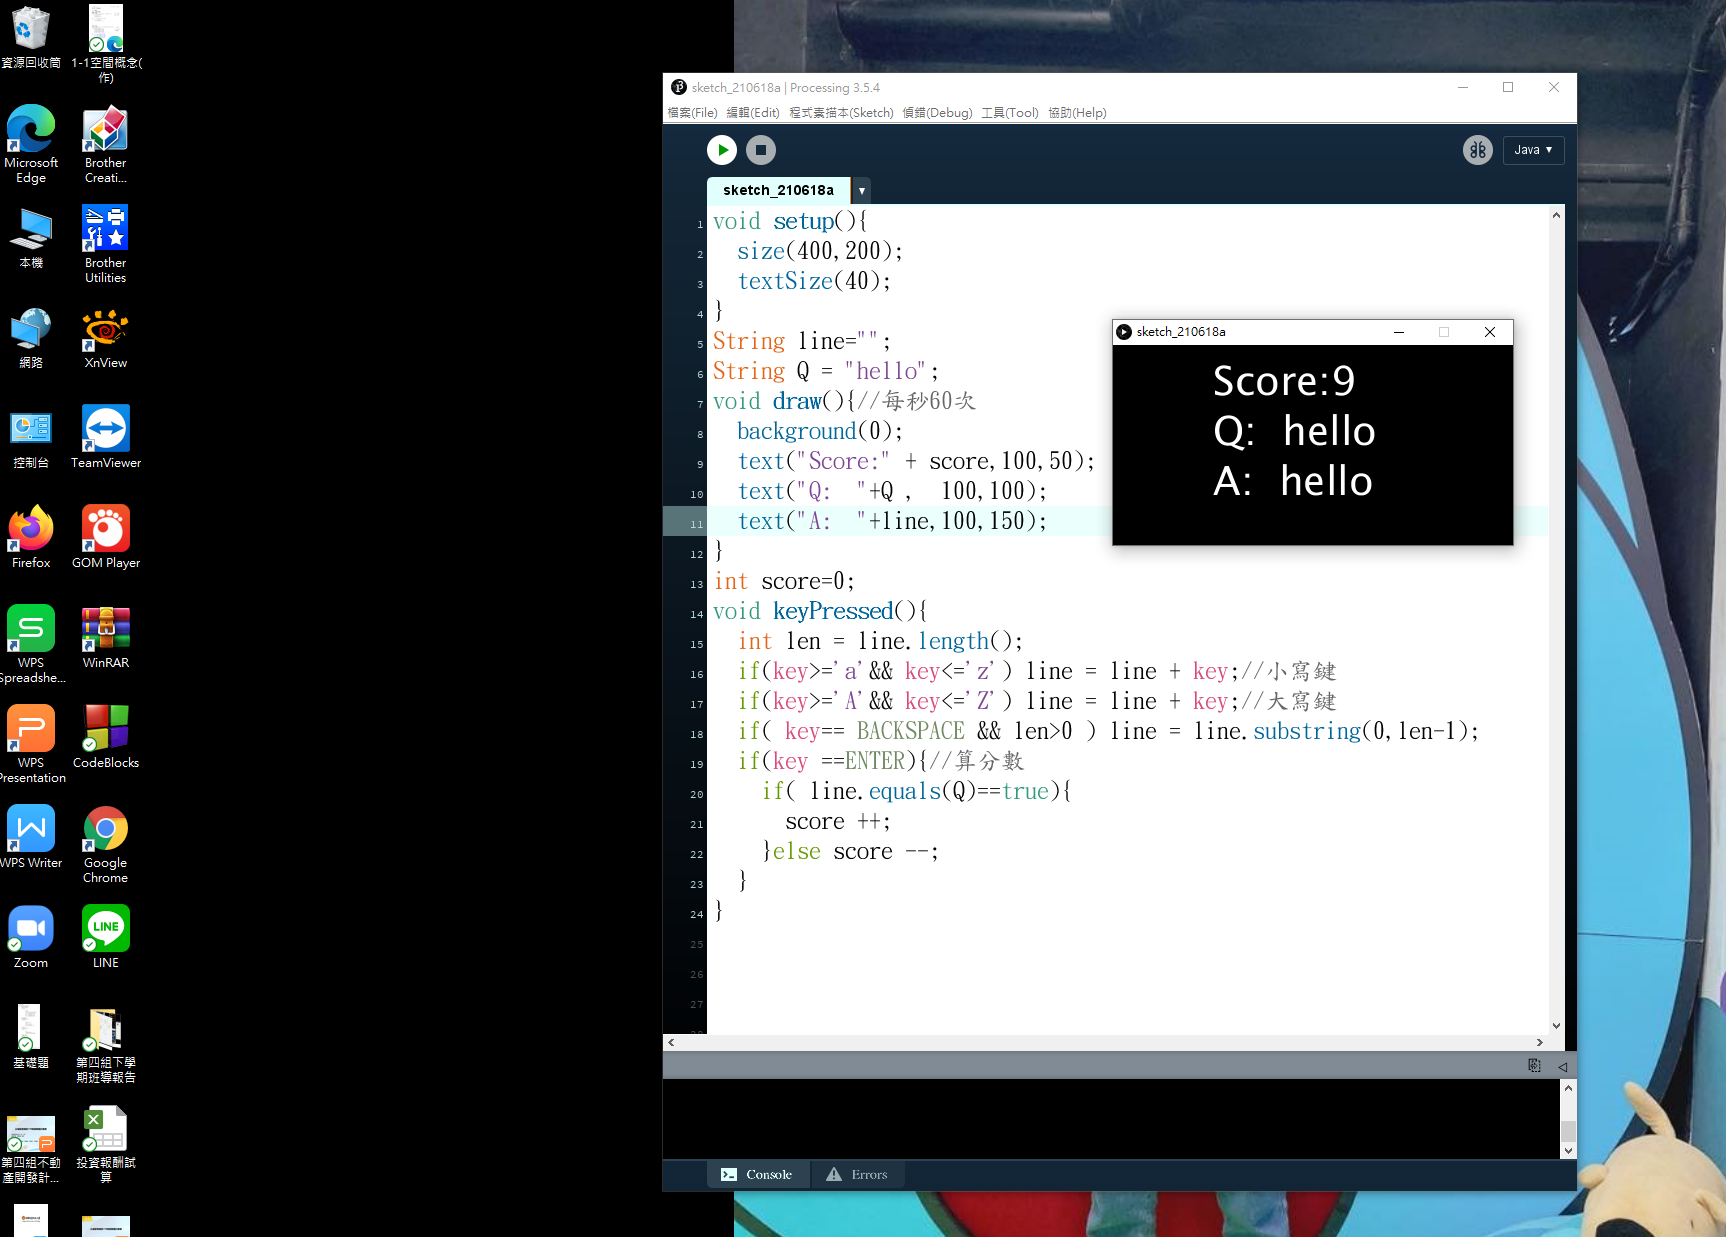 資源回收筒
1-1空間概念(作)
Microsoft Edge
Brother Creati...
本機
Brother Utilities
網路
XnView
控制台
TeamViewer
Firefox
GOM Player
WPS Spreadshe...
WinRAR
WPS Presentation
CodeBlocks
WPS Writer
Google Chrome
Zoom
LINE
基礎題
第四組下學期班導報告
第四組不動產開發計...
投資報酬試算
sketch_210618a | Processing 3.5.4
檔案(File) 編輯(Edit) 程式素描本(Sketch) 偵錯(Debug) 工具(Tool) 協助(Help)
Java
sketch_210618a
1 void setup(){
2 size(400,200);
3 textSize(40);
4 }
5 String line="";
6 String Q = "hello";
7 void draw(){//每秒60次
8 background(0);
9 text("Score:" + score,100,50);
10 text("Q:  "+Q ,  100,100);
11 text("A:  "+line,100,150);
12 }
13 int score=0;
14 void keyPressed(){
15 int len = line.length();
16 if(key>='a'&& key<='z') line = line + key;//小寫鍵
17 if(key>='A'&& key<='Z') line = line + key;//大寫鍵
18 if( key== BACKSPACE && len>0 ) line = line.substring(0,len-1);
19 if(key ==ENTER){//算分數
20 if( line.equals(Q)==true){
21 score ++;
22 }else score --;
23 }
24 }
25
26
27
sketch_210618a
Score:9
Q: hello
A: hello
Console
Errors